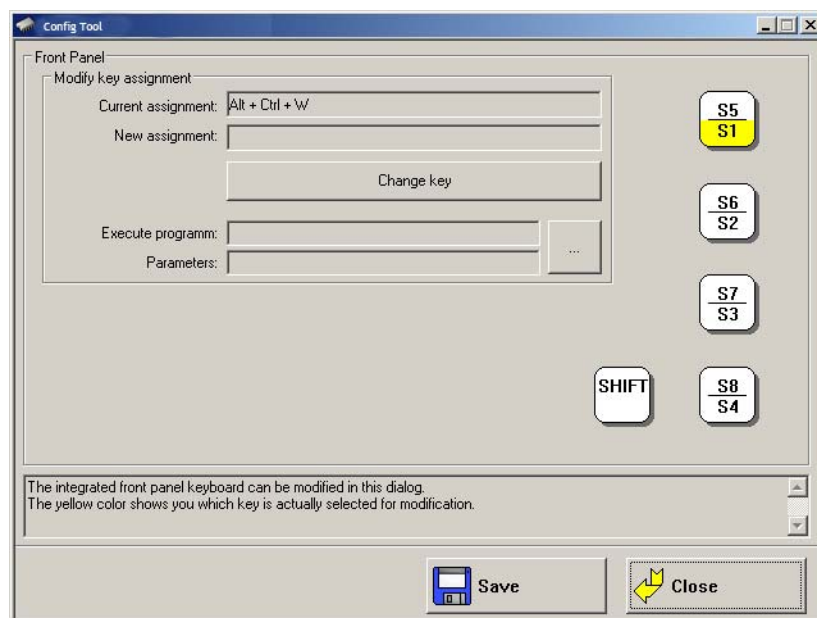 Config Tool
Front Panel
Modify key assignment
Current assignment: Alt + Ctrl + W
New assignment:
Change key
Execute programm:
...
Parameters:
S5
S1
S6
S2
S7
S3
SHIFT
S8
S4
The integrated front panel keyboard can be modified in this dialog.
The yellow color shows you which key is actually selected for modification.
Save
Close